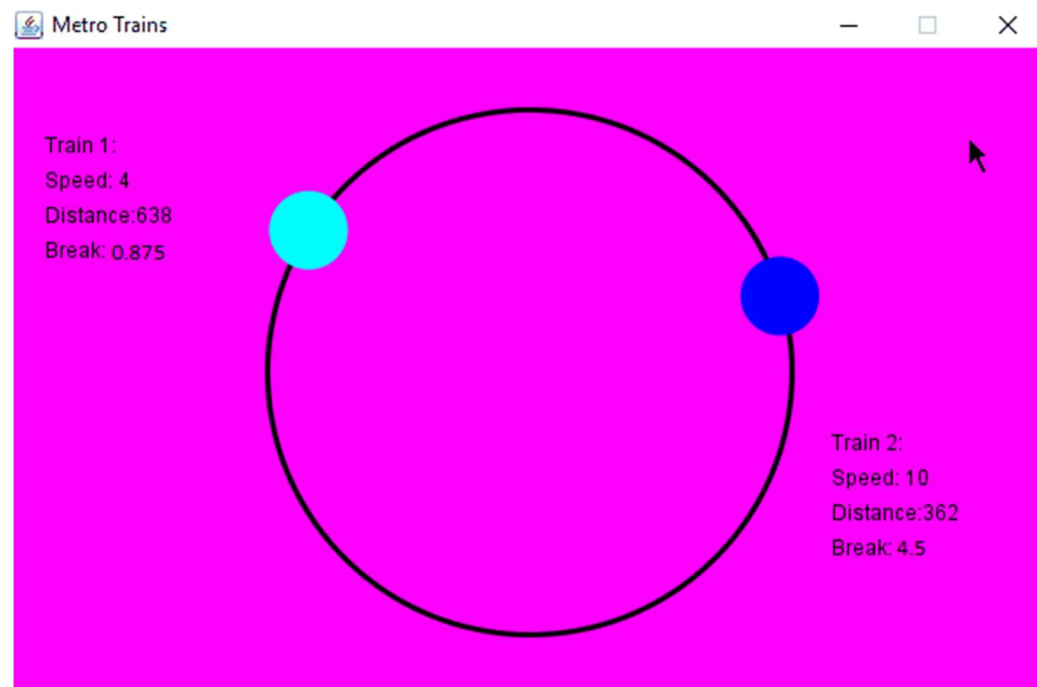 Metro Trains
Train 1:
Speed: 4
Distance:638
Break: 0.875
Train 2:
Speed: 10
Distance:362
Break: 4.5